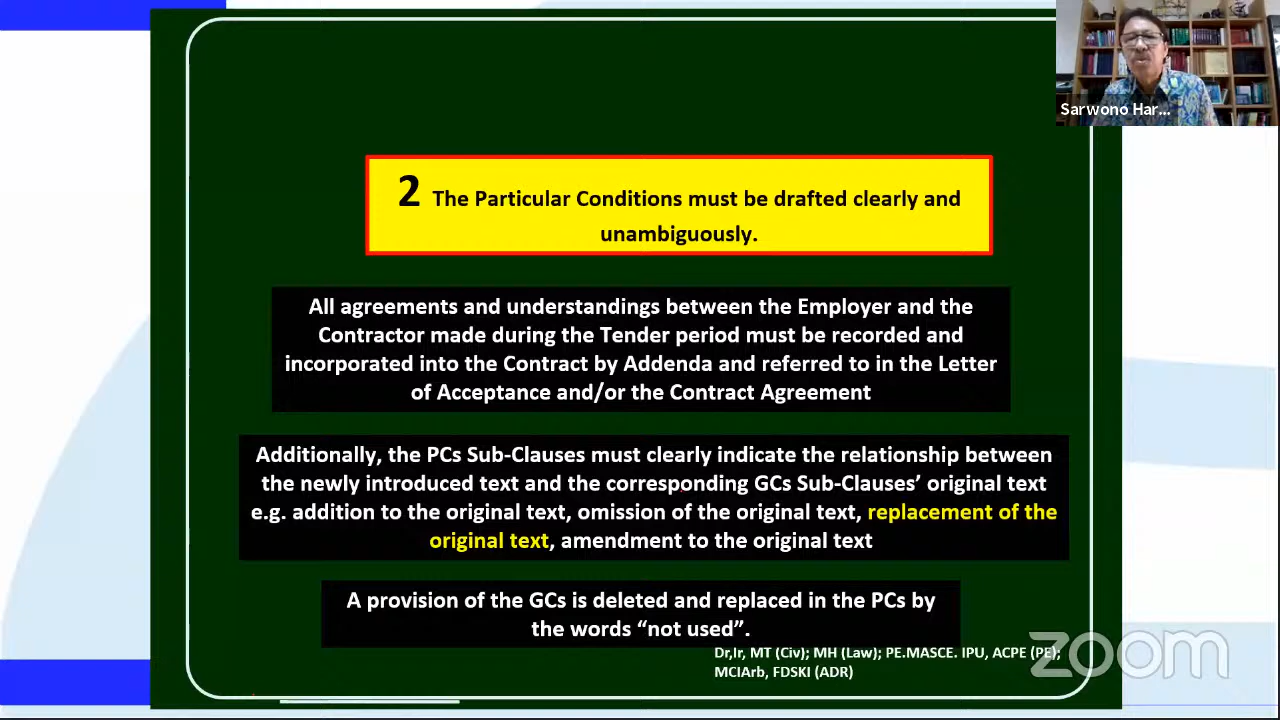 Sarwono Har...
2 The Particular Conditions must be drafted clearly and
unambiguously.
All agreements and understandings between the Employer and the
Contractor made during the Tender period must be recorded and
incorporated into the Contract by Addenda and referred to in the Letter
of Acceptance and/or the Contract Agreement
Additionally, the PCs Sub-Clauses must clearly indicate the relationship between
the newly introduced text and the corresponding GCs Sub-Clauses’ original text
e.g. addition to the original text, omission of the original text, replacement of the
original text, amendment to the original text
A provision of the GCs is deleted and replaced in the PCs by
the words “not used”.
Dr,Ir, MT (Civ); MH (Law); PE.MASCE. IPU, ACPE (PE);
MCIArb, FDSKI (ADR)
zoom